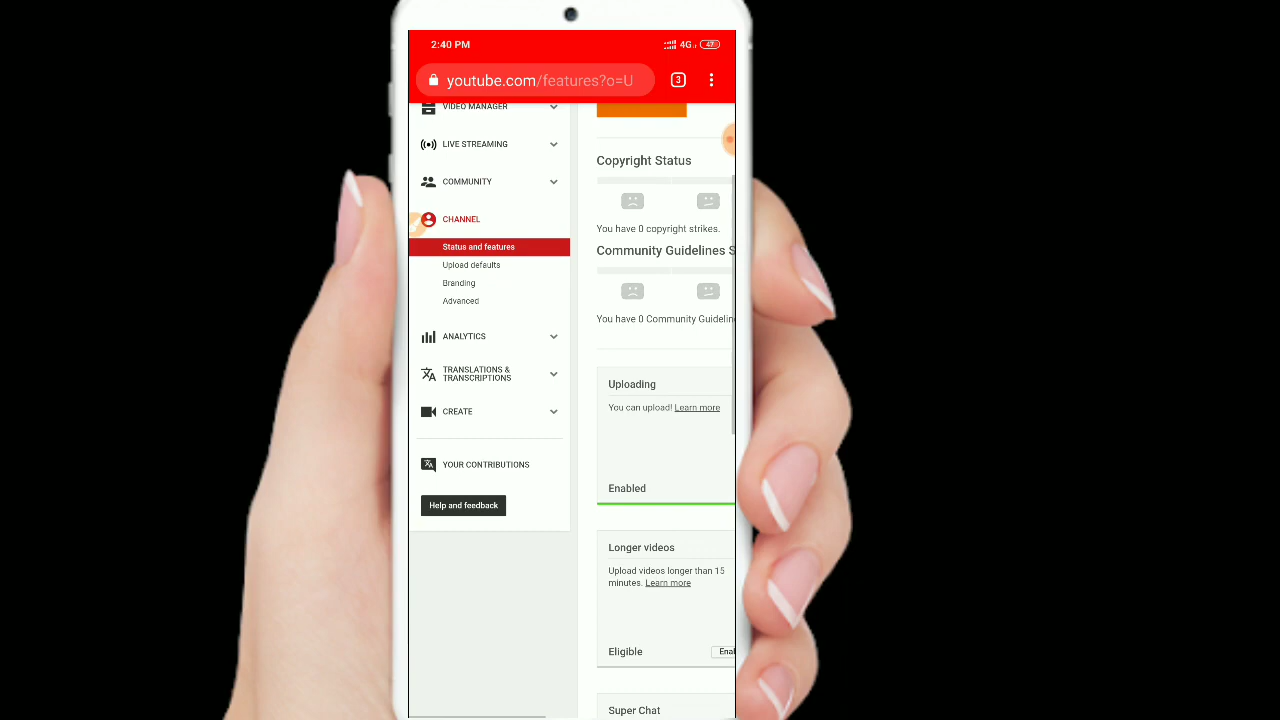 2:40 PM
4G
47
youtube.com/features?o=U
3
VIDEO MANAGER
LIVE STREAMING
COMMUNITY
CHANNEL
Status and features
Upload defaults
Branding
Advanced
ANALYTICS
TRANSLATIONS &
TRANSCRIPTIONS
CREATE
YOUR CONTRIBUTIONS
Help and feedback
Copyright Status
You have 0 copyright strikes.
Community Guidelines S
You have 0 Community Guidelin
Uploading
You can upload! Learn more
Enabled
Longer videos
Upload videos longer than 15
minutes. Learn more
Eligible
Enal
Super Chat